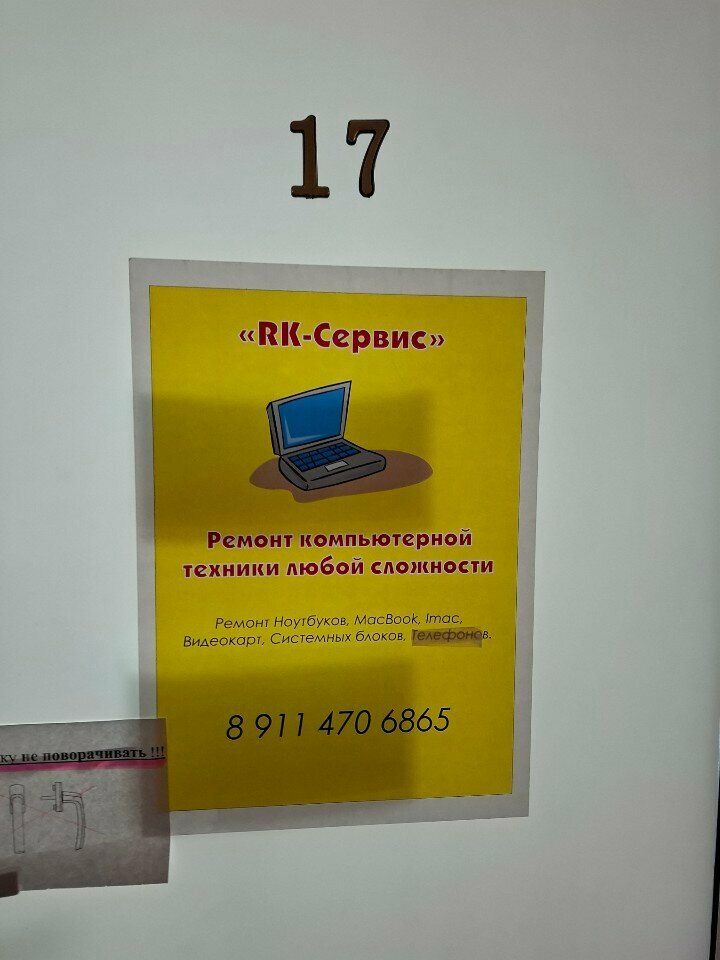 17
«RK-Сервис»
Ремонт компьютерной
техники любой сложности
Ремонт Ноутбуков, MacBook, Imac,
Видеокарт, Системных блоков, Телефонов.
8 911 470 6865
ку не поворачивать !!!